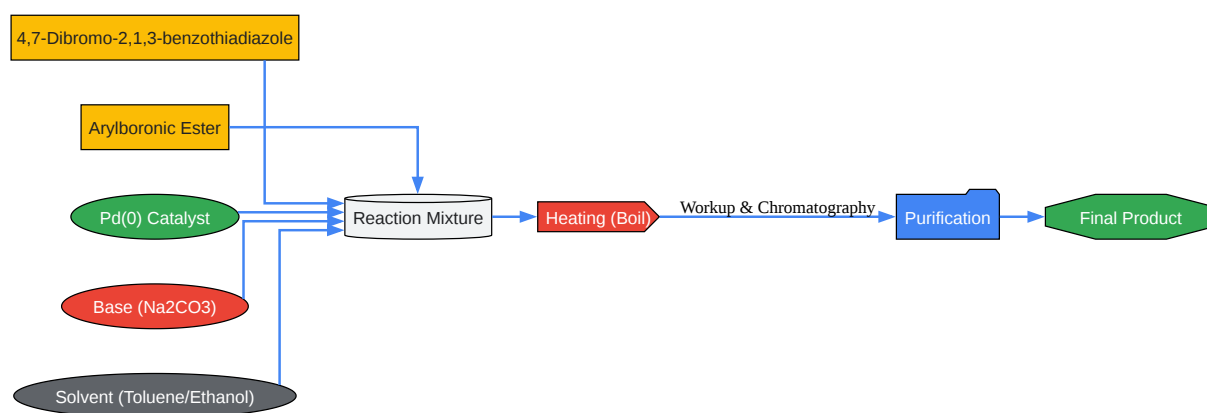 4,7-Dibromo-2,1,3-benzothiadiazole
Arylboronic Ester
Pd(0) Catalyst
Base (Na2CO3)
Solvent (Toluene/Ethanol)
Reaction Mixture
Heating (Boil)
Workup & Chromatography
Purification
Final Product